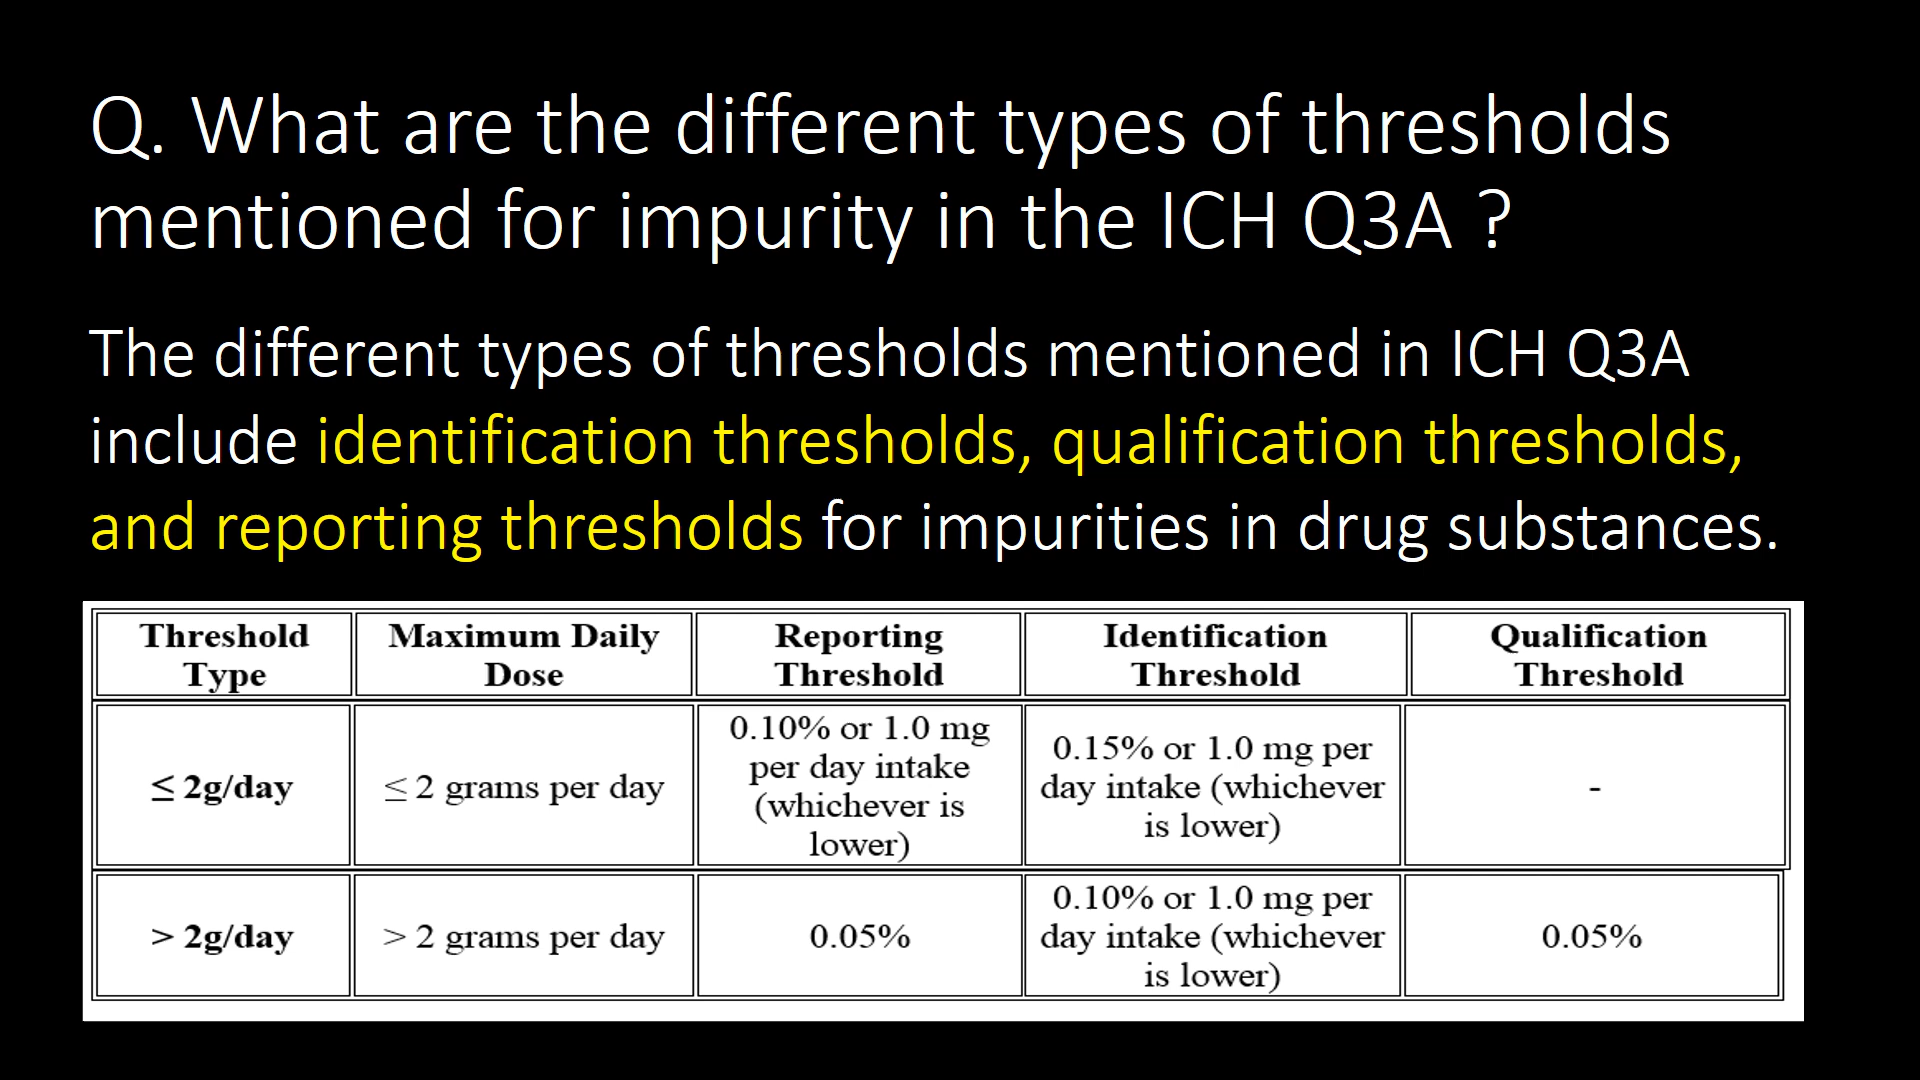 Q. What are the different types of thresholds
mentioned for impurity in the ICH Q3A ?
The different types of thresholds mentioned in ICH Q3A
include identification thresholds, qualification thresholds,
and reporting thresholds for impurities in drug substances.
Threshold
Type
Maximum Daily
Dose
Reporting
Threshold
Identification
Threshold
Qualification
Threshold
≤ 2g/day
≤ 2 grams per day
0.10% or 1.0 mg
per day intake
(whichever is
lower)
0.15% or 1.0 mg per
day intake (whichever
is lower)
-
> 2g/day
> 2 grams per day
0.05%
0.10% or 1.0 mg per
day intake (whichever
is lower)
0.05%